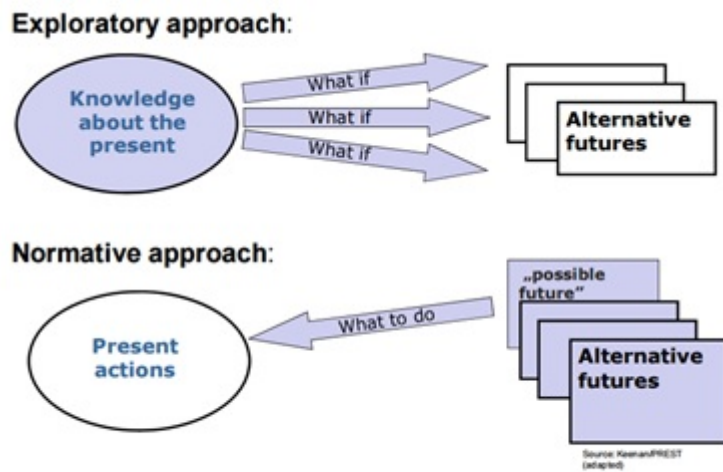 Exploratory approach:
Knowledge
about the
present
What if
What if
What if
Alternative
futures
Normative approach:
Present
actions
What to do
„possible
future”
Alternative
futures
Source: Keenan/PREST
(adapted)